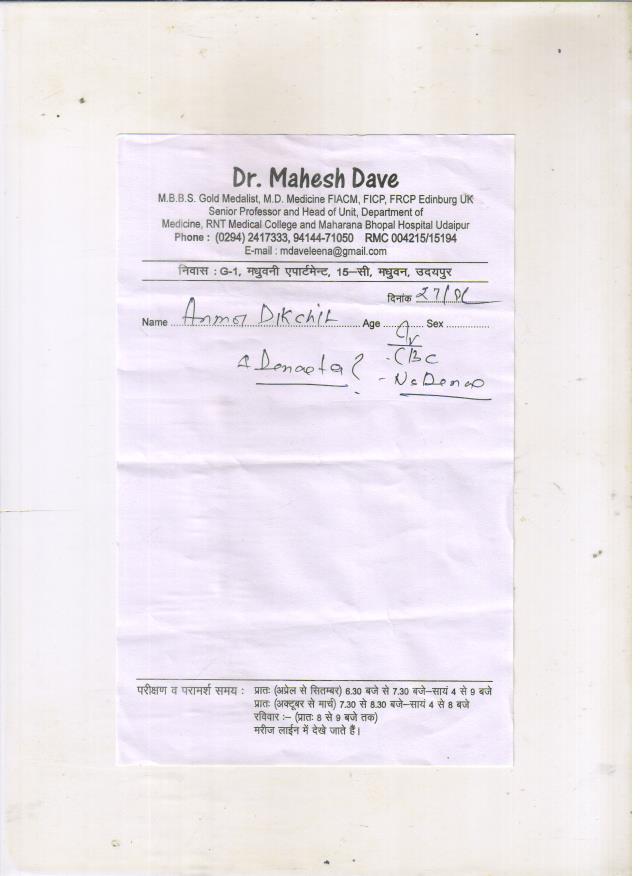 Dr. Mahesh Dave
M.B.B.S. Gold Medalist, M.D. Medicine FIACM, FICP, FRCP Edinburg UK
Senior Professor and Head of Unit, Department of
Medicine, RNT Medical College and Maharana Bhopal Hospital Udaipur
Phone : (0294) 2417333, 94144-71050 RMC 004215/15194
E-mail : mdaveleena@gmail.com
निवास : G-1, मधुवनी एपार्टमेन्ट, 15–सी, मधुवन, उदयपुर
दिनांक 27/8/
Name Anmol Dikchit Age Sex
- CBC
परीक्षण व परामर्श समय : प्रातः (अप्रेल से सितम्बर) 6.30 बजे से 7.30 बजे–सायं 4 से 9 बजे
प्रातः (अक्टूबर से मार्च) 7.30 से 8.30 बजे–सायं 4 से 8 बजे
रविवार :– (प्रातः 8 से 9 बजे तक)
मरीज लाईन में देखे जाते हैं।